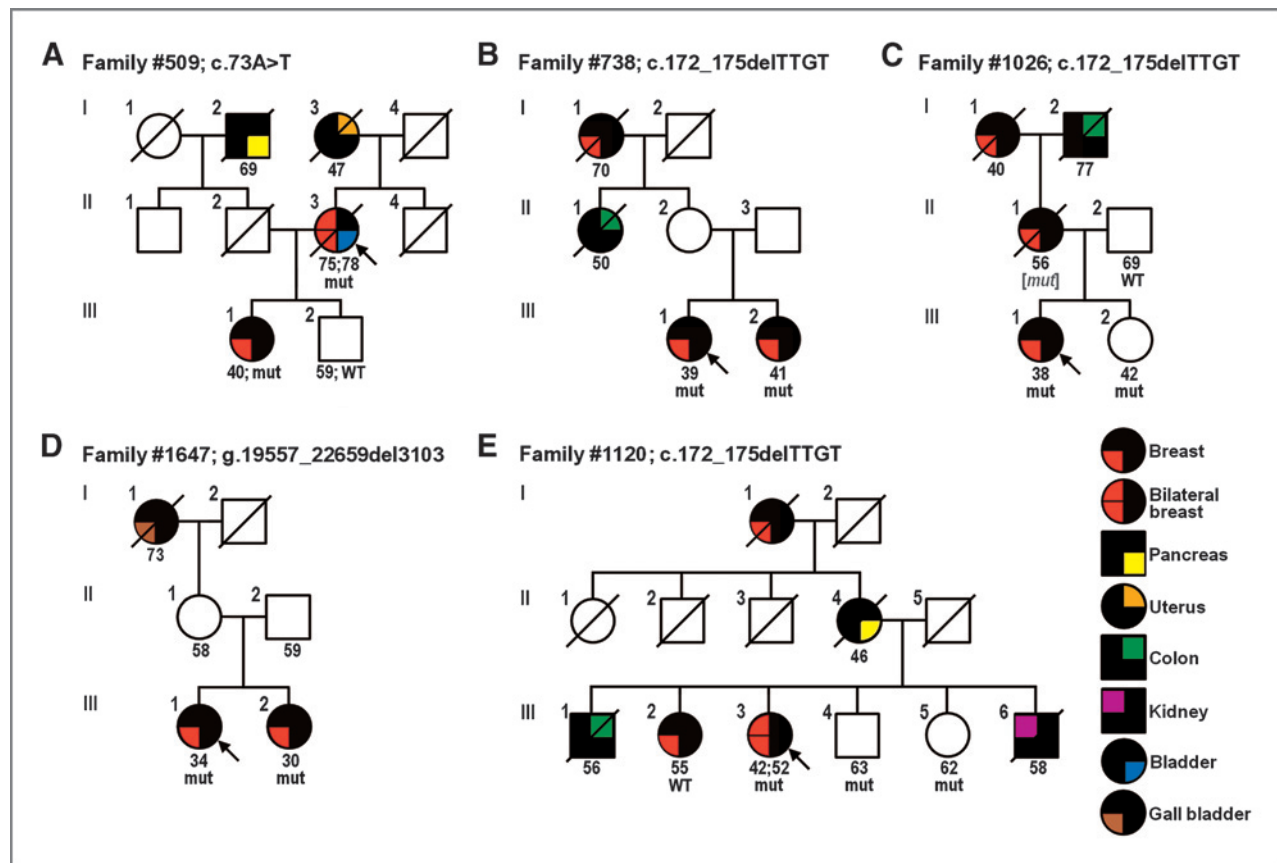 A Family #509; c.73A>T
I
1 2 3 4
69 47
II
1 2 3 4
75;78
mut
III
1 2
40; mut 59; WT
B Family #738; c.172_175delTTGT
I
1 2
70
II
1 2 3
50
III
1 2
39 41
mut mut
C Family #1026; c.172_175delTTGT
I
1 2
40 77
II
1 2
56 69
[mut] WT
III
1 2
38 42
mut mut
D Family #1647; g.19557_22659del3103
I
1 2
73
II
1 2
58 59
III
1 2
34 30
mut mut
E Family #1120; c.172_175delTTGT
I
1 2
II
1 2 3 4 5
46
III
1 2 3 4 5 6
56 55 42;52 63 62 58
WT mut mut mut
Breast
Bilateral
breast
Pancreas
Uterus
Colon
Kidney
Bladder
Gall bladder